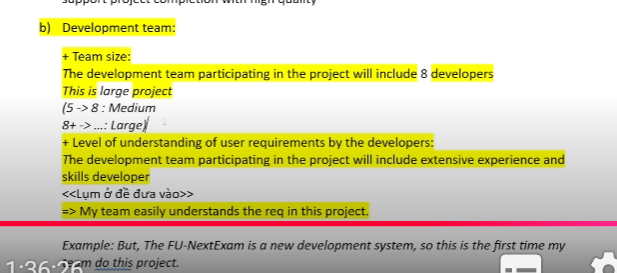 support project completion with high quality
b) Development team:
+ Team size:
The development team participating in the project will include 8 developers
This is large project
(5 -> 8 : Medium
8+ -> ...: Large)
+ Level of understanding of user requirements by the developers:
The development team participating in the project will include extensive experience and
skills developer
<<Lụm ở đề đưa vào>>
=> My team easily understands the req in this project.
Example: But, The FU-NextExam is a new development system, so this is the first time my
team do this project.
1:36:26